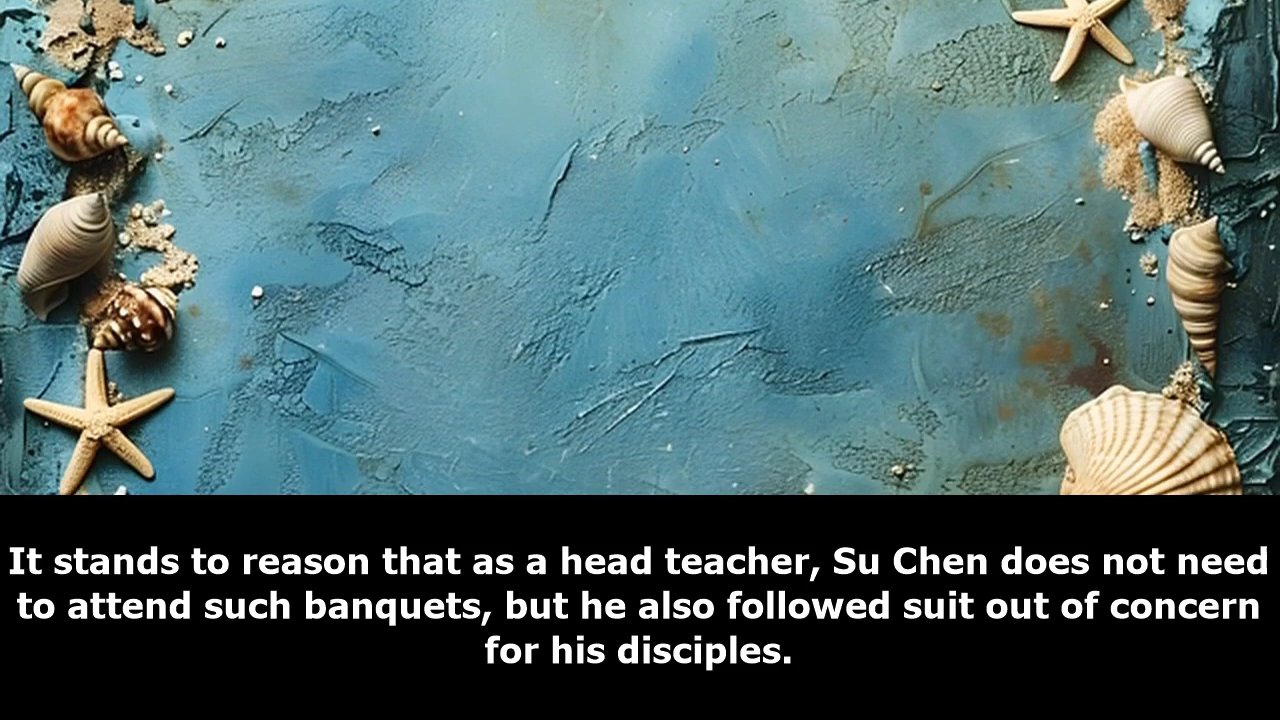 It stands to reason that as a head teacher, Su Chen does not need
to attend such banquets, but he also followed suit out of concern
for his disciples.